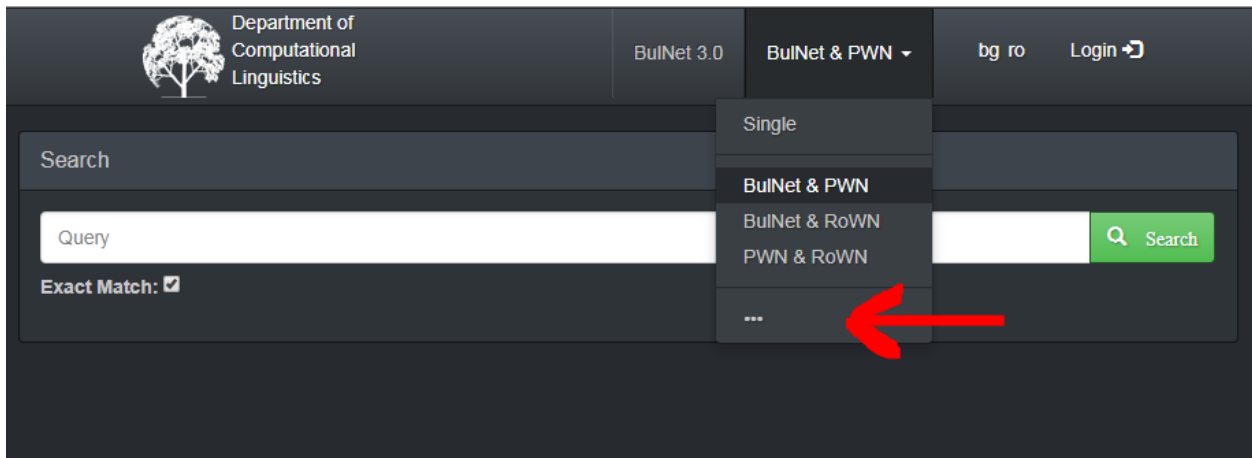 Department of
Computational
Linguistics
BulNet 3.0
BulNet & PWN
bg ro
Login
Single
BulNet & PWN
BulNet & RoWN
PWN & RoWN
...
Search
Query
Search
Exact Match: